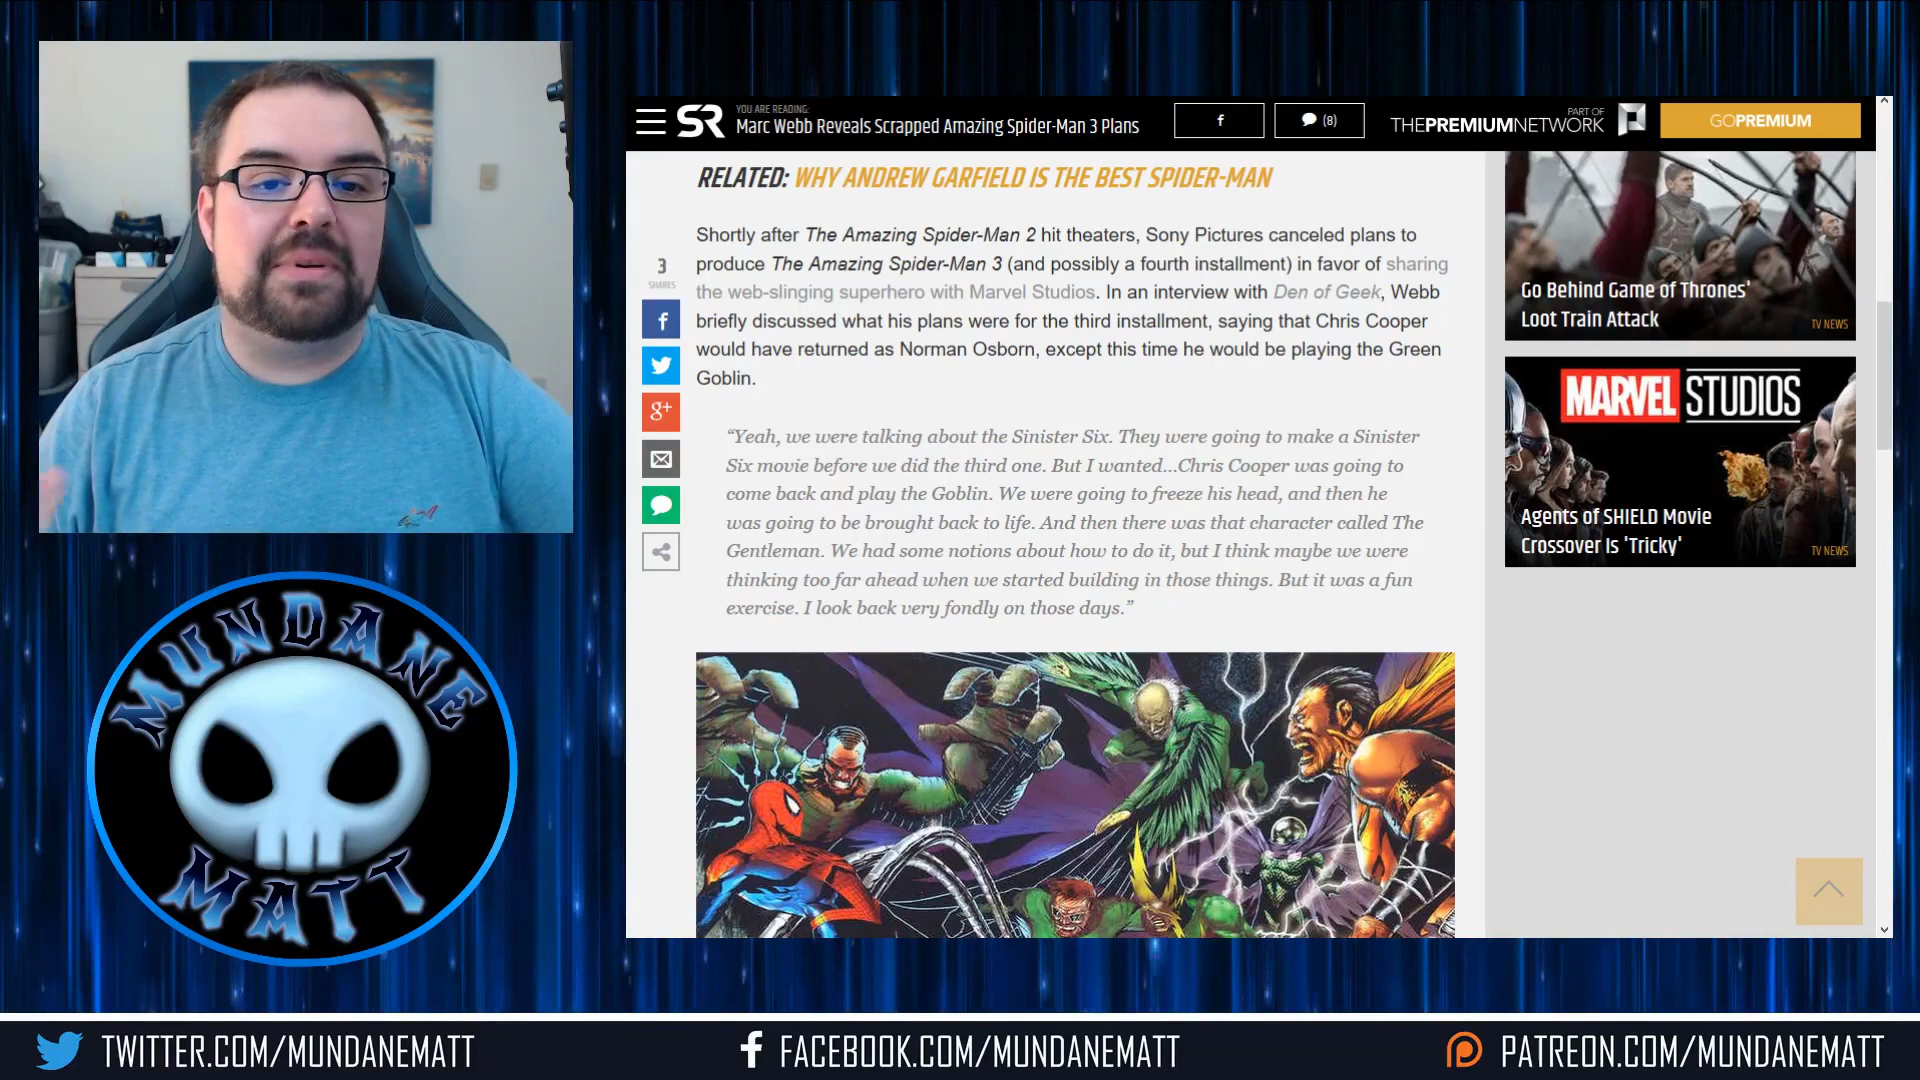 YOU ARE READING:
SR
Marc Webb Reveals Scrapped Amazing Spider-Man 3 Plans
f
(8)
PART OF
THEPREMIUMNETWORK
GOPREMIUM
RELATED: WHY ANDREW GARFIELD IS THE BEST SPIDER-MAN
Shortly after The Amazing Spider-Man 2 hit theaters, Sony Pictures canceled plans to
produce The Amazing Spider-Man 3 (and possibly a fourth installment) in favor of sharing
the web-slinging superhero with Marvel Studios. In an interview with Den of Geek, Webb
briefly discussed what his plans were for the third installment, saying that Chris Cooper
would have returned as Norman Osborn, except this time he would be playing the Green
Goblin.
3
SHARES
f
g+
“Yeah, we were talking about the Sinister Six. They were going to make a Sinister
Six movie before we did the third one. But I wanted...Chris Cooper was going to
come back and play the Goblin. We were going to freeze his head, and then he
was going to be brought back to life. And then there was that character called The
Gentleman. We had some notions about how to do it, but I think maybe we were
thinking too far ahead when we started building in those things. But it was a fun
exercise. I look back very fondly on those days.”
Go Behind Game of Thrones'
Loot Train Attack
TV NEWS
MARVEL STUDIOS
Agents of SHIELD Movie
Crossover Is 'Tricky'
TV NEWS
MUNDANE
MATT
TWITTER.COM/MUNDANEMATT
f FACEBOOK.COM/MUNDANEMATT
PATREON.COM/MUNDANEMATT